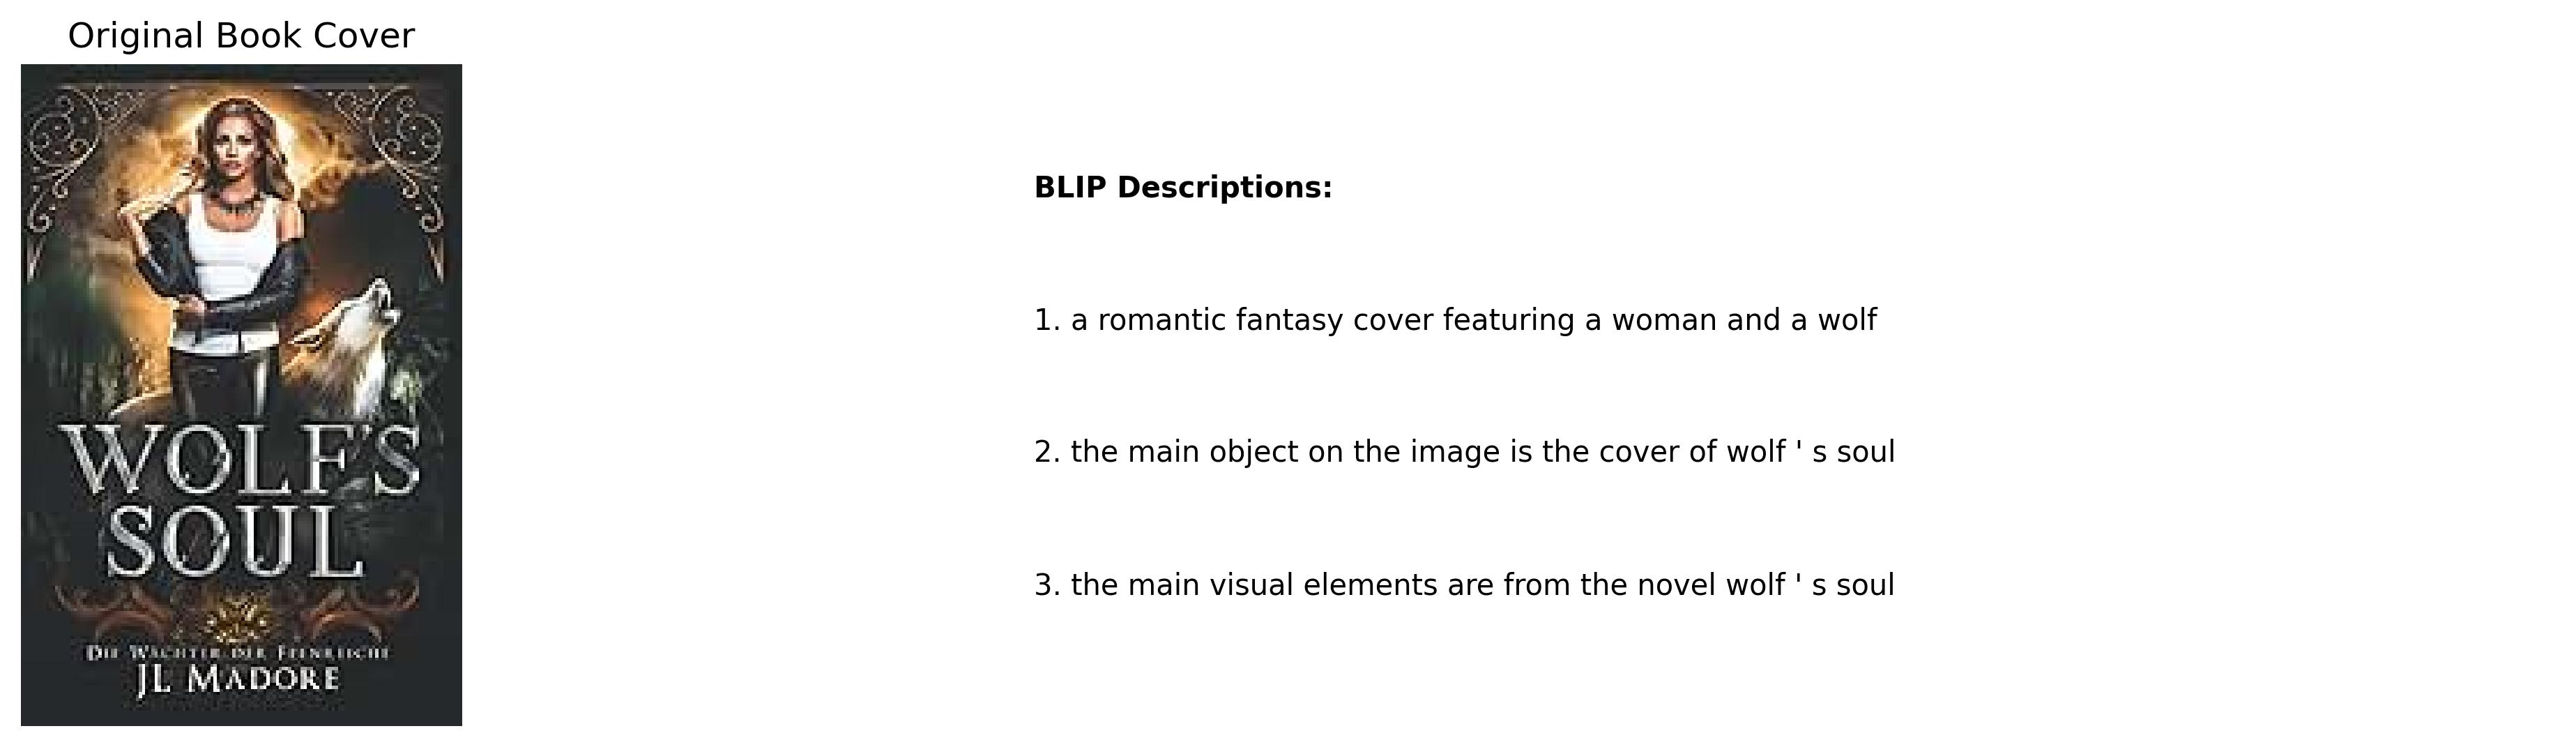 Original Book Cover
WOLF'S
SOUL
DIE WÄCHTER DER FEENREICHE
JL MADORE
BLIP Descriptions:
1. a romantic fantasy cover featuring a woman and a wolf
2. the main object on the image is the cover of wolf ' s soul
3. the main visual elements are from the novel wolf ' s soul